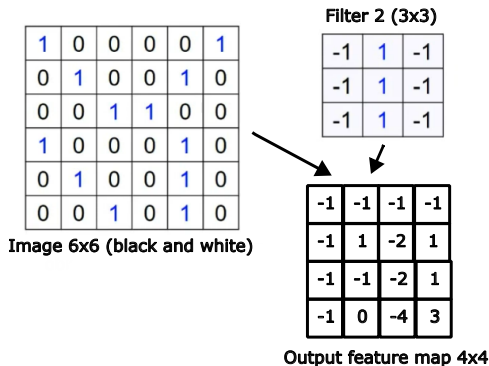 Filter 2 (3x3)
1 0 0 0 0 1
0 1 0 0 1 0
0 0 1 1 0 0
1 0 0 0 1 0
0 1 0 0 1 0
0 0 1 0 1 0
Image 6x6 (black and white)
-1 1 -1
-1 1 -1
-1 1 -1
-1 -1 -1 -1
-1 1 -2 1
-1 -1 -2 1
-1 0 -4 3
Output feature map 4x4